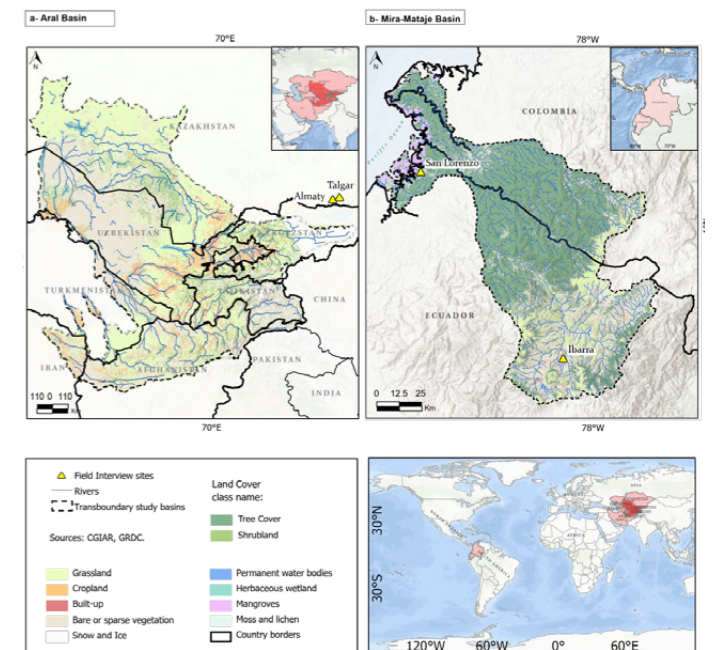 a- Aral Basin
b- Mira-Mataje Basin
70°E
78°W
N
N
KAZAKHSTAN
COLOMBIA
San Lorenzo
Talgar
Almaty
UZBEKISTAN
TURKMENIST
CHINA
ECUADOR
Ibarra
IRAN
AFGHANISTAN
PAKISTAN
INDIA
110 0 110
Km
0 12.5 25
Km
70°E
78°W
Field Interview sites
Rivers
Transboundary study basins
Sources: CGIAR, GRDC.
Land Cover
class name:
Tree Cover
Shrubland
Grassland
Cropland
Built-up
Bare or sparse vegetation
Snow and Ice
Permanent water bodies
Herbaceous wetland
Mangroves
Moss and lichen
Country borders
30°N
30°S
AFRICA
120°W 60°W 0° 60°E